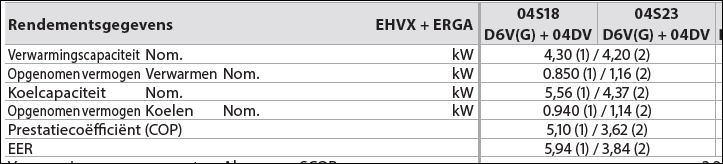 Rendementsgegevens EHVX + ERGA 04S18 04S23
D6V(G) + 04DV D6V(G) + 04DV
Verwarmingscapaciteit Nom. kW 4,30 (1) / 4,20 (2)
Opgenomen vermogen Verwarmen Nom. kW 0.850 (1) / 1,16 (2)
Koelcapaciteit Nom. kW 5,56 (1) / 4,37 (2)
Opgenomen vermogen Koelen Nom. kW 0.940 (1) / 1,14 (2)
Prestatiecoëfficiënt (COP) 5,10 (1) / 3,62 (2)
EER 5,94 (1) / 3,84 (2)